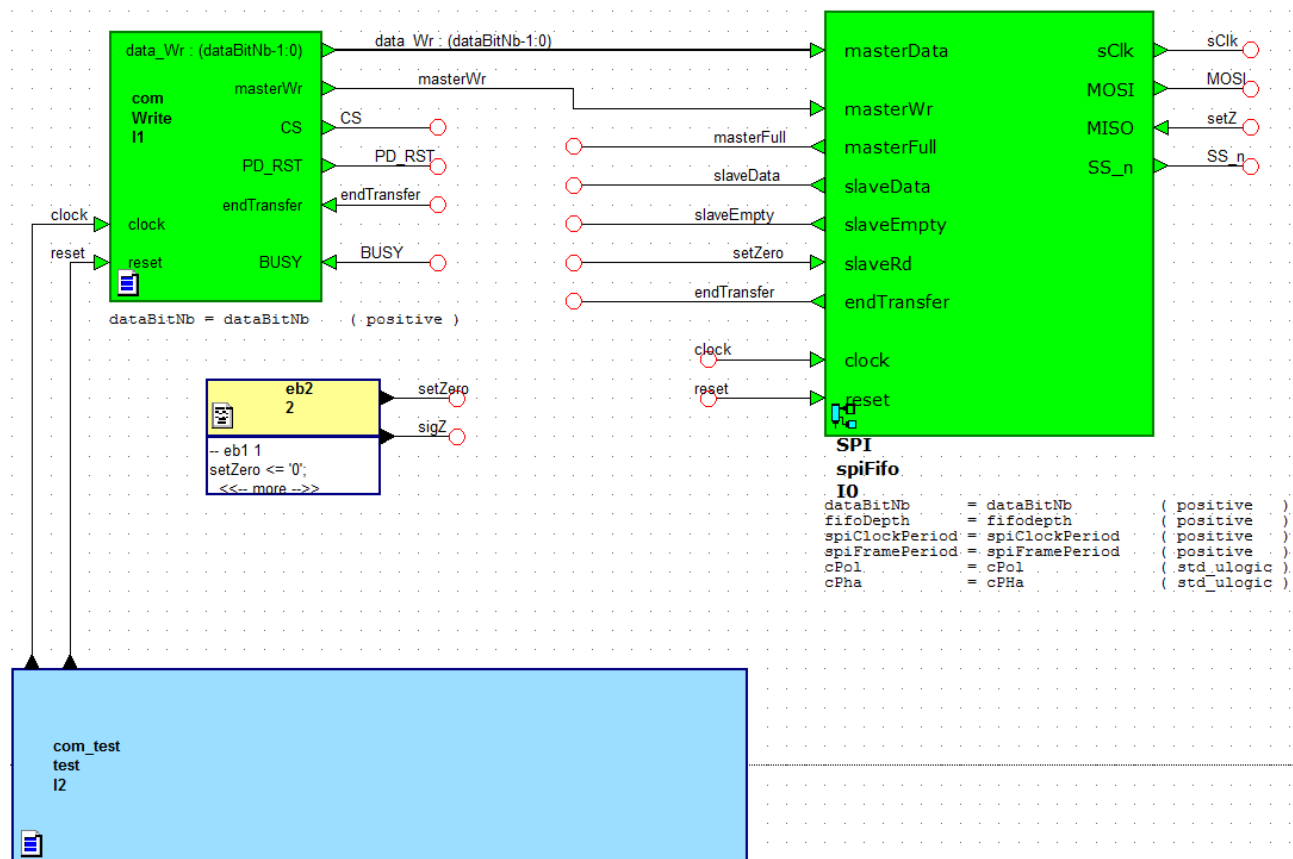 data_Wr : (dataBitNb-1:0)
masterWr
com
Write
I1
CS
PD_RST
endTransfer
clock
reset
BUSY
dataBitNb = dataBitNb ( positive )
data_Wr : (dataBitNb-1:0)
masterWr
CS
PD_RST
endTransfer
BUSY
clock
reset
masterFull
slaveData
slaveEmpty
setZero
endTransfer
clock
reset
masterData
masterWr
masterFull
slaveData
slaveEmpty
slaveRd
endTransfer
clock
reset
sClk
MOSI
MISO
SS_n
sClk
MOSI
setZ
SS_n
SPI
spiFifo
I0
dataBitNb = dataBitNb ( positive )
fifoDepth = fifodepth ( positive )
spiClockPeriod = spiClockPeriod ( positive )
spiFramePeriod = spiFramePeriod ( positive )
cPol = cPol ( std_ulogic )
cPha = cPHa ( std_ulogic )
eb2
2
setZero
sigZ
-- eb1 1
setZero <= '0';
<<-- more -->>
com_test
test
I2